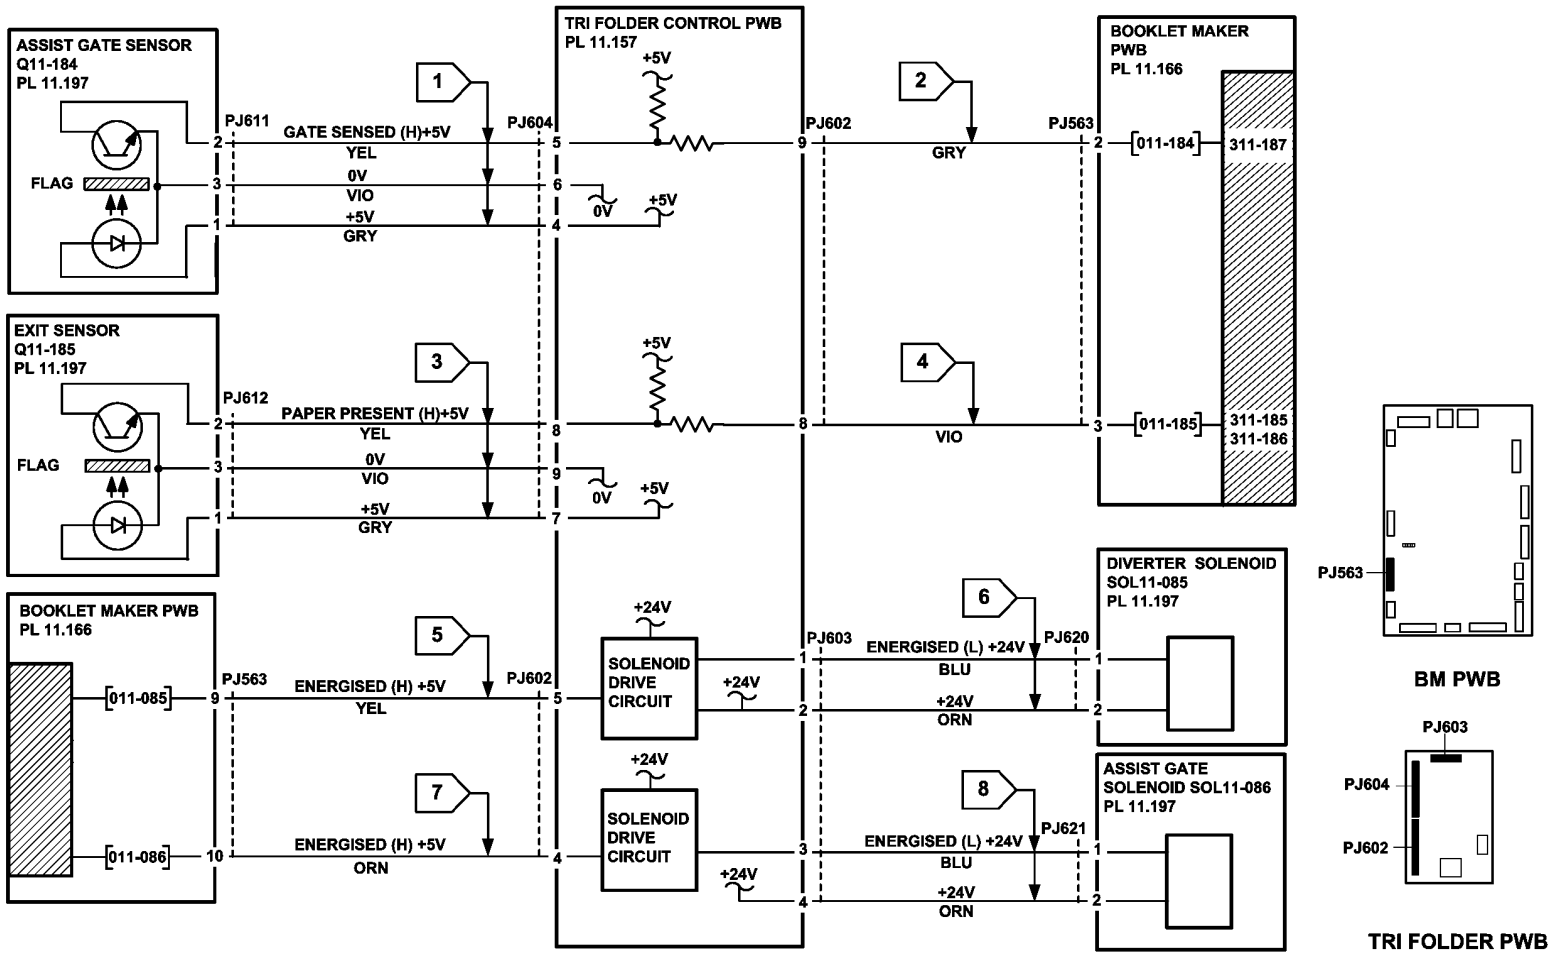 ASSIST GATE SENSOR
Q11-184
PL 11.197
FLAG
2
3
1
PJ611
GATE SENSED (H)+5V
YEL
0V
VIO
+5V
GRY
1
PJ604
5
6
4
TRI FOLDER CONTROL PWB
PL 11.157
+5V
0V
+5V
9
PJ602
2
GRY
PJ563
2
BOOKLET MAKER
PWB
PL 11.166
011-184
311-187
EXIT SENSOR
Q11-185
PL 11.197
FLAG
2
3
1
PJ612
PAPER PRESENT (H)+5V
YEL
0V
VIO
+5V
GRY
3
8
9
7
+5V
0V
+5V
8
4
VIO
3
011-185
311-185
311-186
BOOKLET MAKER PWB
PL 11.166
011-085
9
PJ563
ENERGISED (H) +5V
YEL
5
PJ602
5
+24V
SOLENOID
DRIVE
CIRCUIT
+24V
1
2
PJ603
ENERGISED (L) +24V
BLU
+24V
ORN
6
PJ620
1
2
DIVERTER SOLENOID
SOL11-085
PL 11.197
011-086
10
ENERGISED (H) +5V
ORN
7
4
+24V
SOLENOID
DRIVE
CIRCUIT
+24V
3
4
ENERGISED (L) +24V
BLU
+24V
ORN
8
PJ621
1
2
ASSIST GATE
SOLENOID SOL11-086
PL 11.197
PJ563
BM PWB
PJ603
PJ604
PJ602
TRI FOLDER PWB